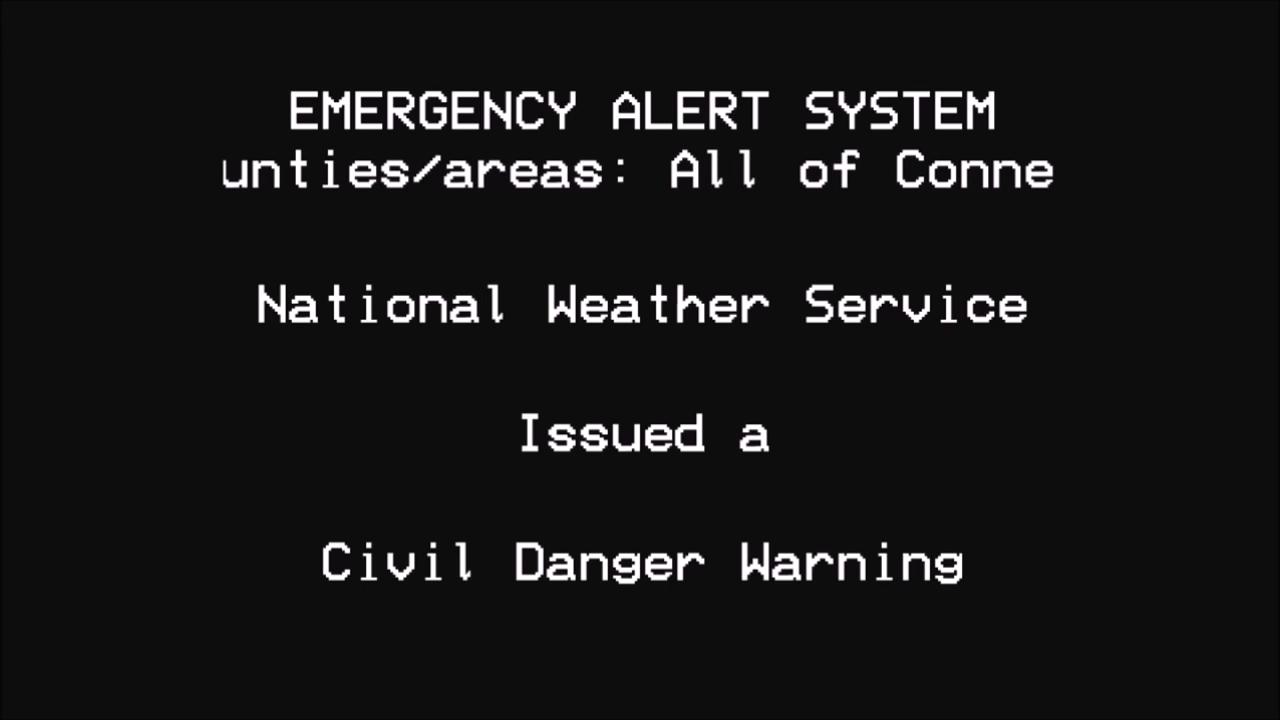 EMERGENCY ALERT SYSTEM
unties/areas: All of Conne
National Weather Service
Issued a
Civil Danger Warning